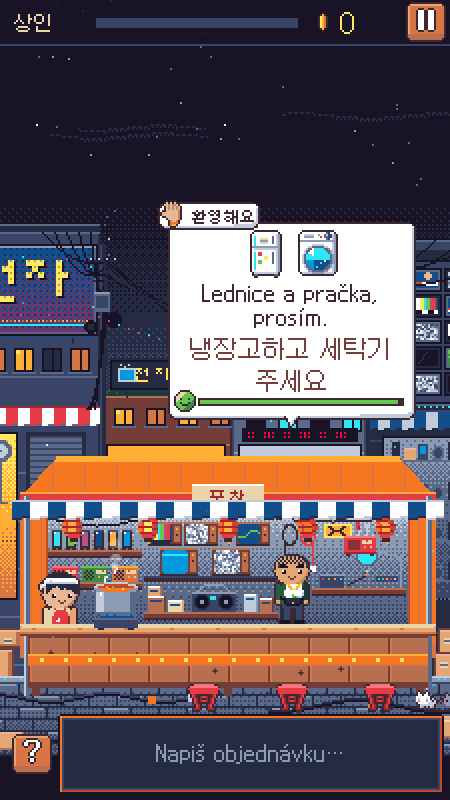 상인
0
환영해요
Lednice a pračka,
prosím.
냉장고하고 세탁기
주세요
포차
?
Napiš objednávku…